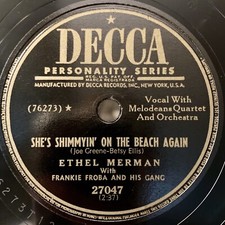 DECCA
PERSONALITY SERIES
REG. U.S. PAT. OFF.
MARCA REGISTRADA
MANUFACTURED BY DECCA RECORDS, INC., NEW YORK, U.S.A.
(76273) ★
Vocal With
Melodeans Quartet
And Orchestra
SHE'S SHIMMYIN' ON THE BEACH AGAIN
(Joe Greene-Betsy Ellis)
ETHEL MERMAN
With
FRANKIE FROBA AND HIS GANG
27047
(2:37)